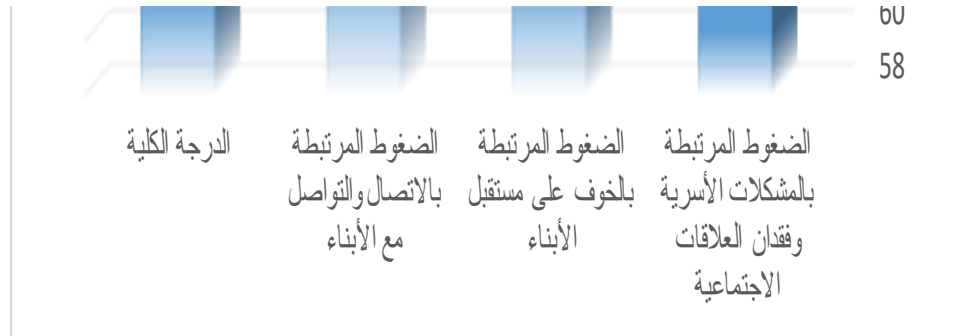 60
58
الضغوط المرتبطة
بالمشكلات الأسرية
وفقدان العلاقات
الاجتماعية
الضغوط المرتبطة
بالخوف على مستقبل
الأبناء
الضغوط المرتبطة
بالاتصال والتواصل
مع الأبناء
الدرجة الكلية